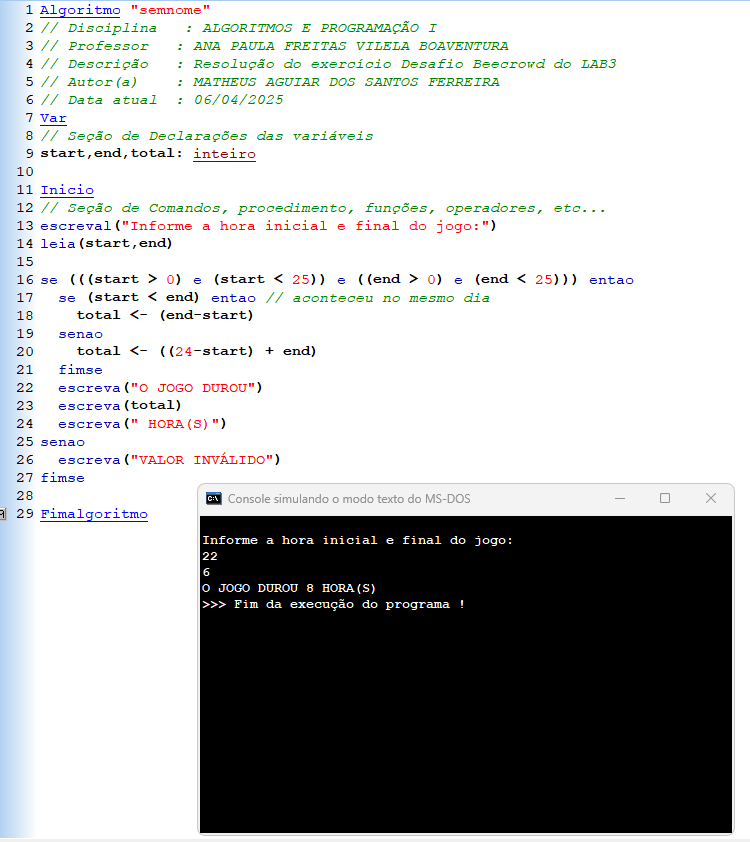 1 Algoritmo "semnome"
2 // Disciplina   : ALGORITMOS E PROGRAMAÇÃO I
3 // Professor   : ANA PAULA FREITAS VILELA BOAVENTURA
4 // Descrição   : Resolução do exercício Desafio Beecrowd do LAB3
5 // Autor(a)    : MATHEUS AGUIAR DOS SANTOS FERREIRA
6 // Data atual  : 06/04/2025
7 Var
8 // Seção de Declarações das variáveis
9 start,end,total: inteiro
10
11 Inicio
12 // Seção de Comandos, procedimento, funções, operadores, etc...
13 escreval("Informe a hora inicial e final do jogo:")
14 leia(start,end)
15
16 se (((start > 0) e (start < 25)) e ((end > 0) e (end < 25))) entao
17   se (start < end) entao // aconteceu no mesmo dia
18     total <- (end-start)
19   senao
20     total <- ((24-start) + end)
21   fimse
22   escreva("O JOGO DUROU")
23   escreva(total)
24   escreva(" HORA(S)")
25 senao
26   escreva("VALOR INVÁLIDO")
27 fimse
28
29 Fimalgoritmo
C:\ Console simulando o modo texto do MS-DOS
Informe a hora inicial e final do jogo:
22
6
O JOGO DUROU 8 HORA(S)
>>> Fim da execução do programa !